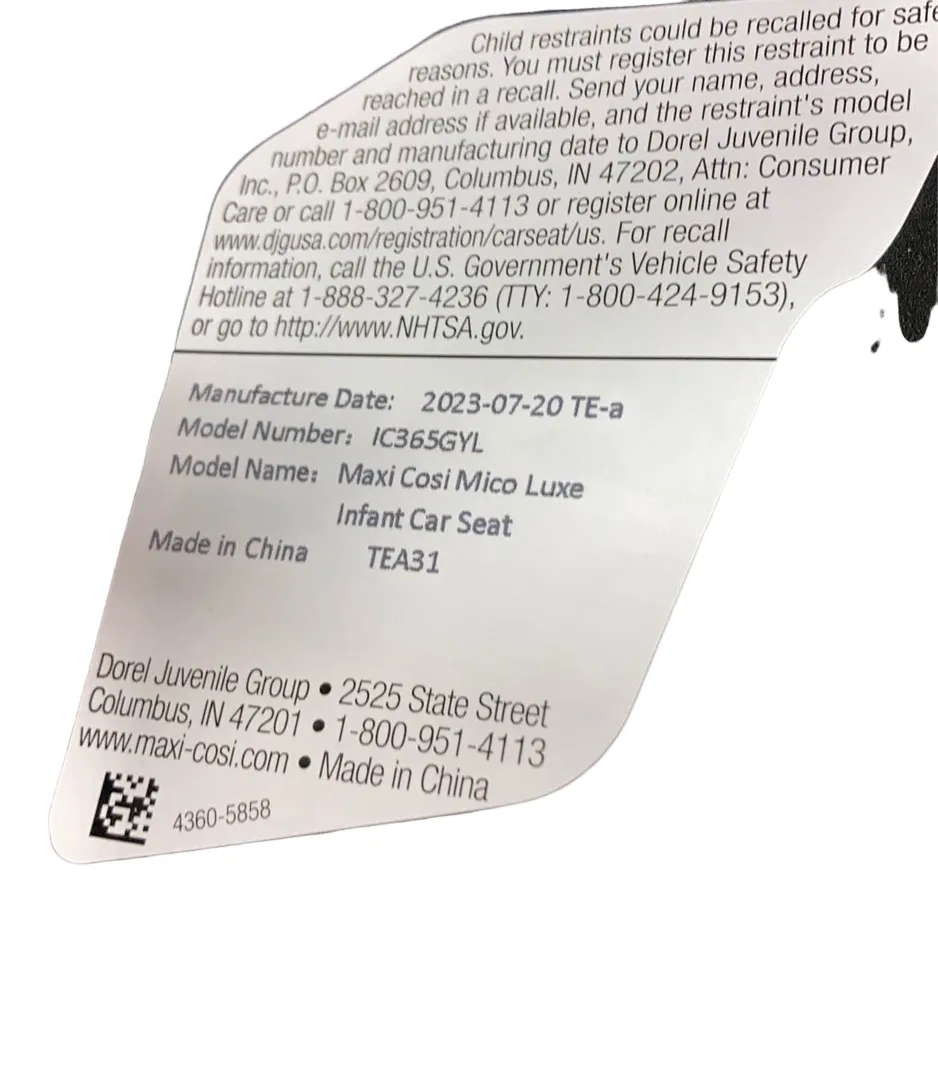 Child restraints could be recalled for safe
reasons. You must register this restraint to be
reached in a recall. Send your name, address,
e-mail address if available, and the restraint's model
number and manufacturing date to Dorel Juvenile Group,
Inc., P.O. Box 2609, Columbus, IN 47202, Attn: Consumer
Care or call 1-800-951-4113 or register online at
www.djgusa.com/registration/carseat/us. For recall
information, call the U.S. Government's Vehicle Safety
Hotline at 1-888-327-4236 (TTY: 1-800-424-9153),
or go to http://www.NHTSA.gov.
Manufacture Date: 2023-07-20 TE-a
Model Number: IC365GYL
Model Name: Maxi Cosi Mico Luxe
Infant Car Seat
Made in China TEA31
Dorel Juvenile Group • 2525 State Street
Columbus, IN 47201 • 1-800-951-4113
www.maxi-cosi.com • Made in China
4360-5858